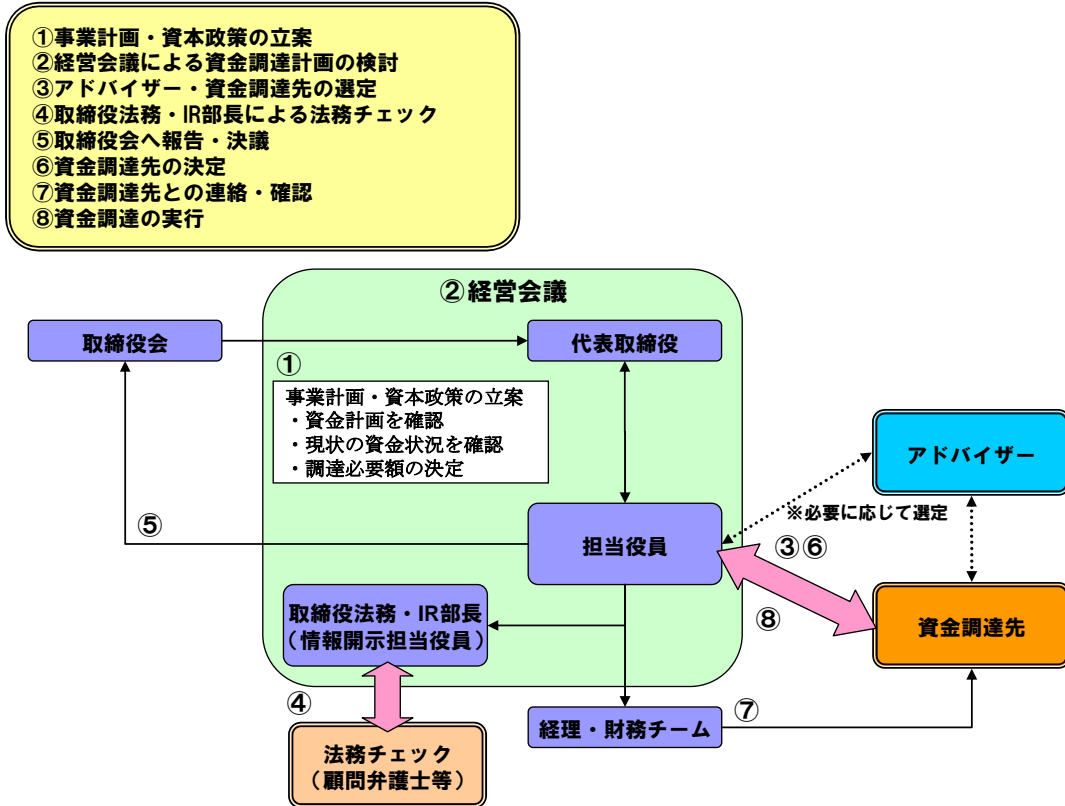 ①事業計画・資本政策の立案
②経営会議による資金調達計画の検討
③アドバイザー・資金調達先の選定
④取締役法務・IR部長による法務チェック
⑤取締役会へ報告・決議
⑥資金調達先の決定
⑦資金調達先との連絡・確認
⑧資金調達の実行
②経営会議
取締役会
代表取締役
①
事業計画・資本政策の立案
・資金計画を確認
・現状の資金状況を確認
・調達必要額の決定
アドバイザー
※必要に応じて選定
⑤
担当役員
③⑥
⑧
取締役法務・IR部長
(情報開示担当役員)
資金調達先
④
経理・財務チーム
⑦
法務チェック
(顧問弁護士等)